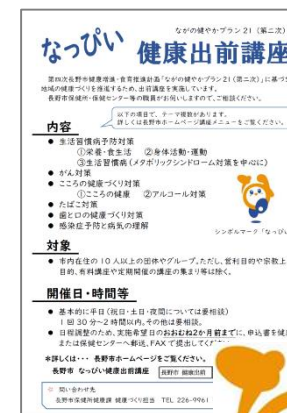 ながの健やかプラン21（第二次）
なっぴぃ 健康出前講座
第四次長野市健康増進・食育推進計画「ながの健やかプラン21（第二次）」に基づ
地域の健康づくりを推進するため、出前講座を実施しています。
長野市保健所・保健センター等の職員がお伺いしますので、ご相談ください。
内容
以下の項目で、テーマ複数があります。
詳しくは長野市ホームページ講座メニューをご覧ください。
● 生活習慣病予防対策
①栄養・食生活 ②身体活動・運動
③生活習慣病（メタボリックシンドローム対策を中心に）
● がん対策
● こころの健康づくり対策
①こころの健康 ②アルコール対策
● たばこ対策
● 歯と口の健康づくり対策
● 感染症予防と病気の理解
シンボルマーク「なっぴぃ
対象
● 市内在住の10人以上の団体やグループ。ただし、営利目的や宗教上
目的、有料講座や定期開催の講座の集まり等は除く。
開催日・時間等
● 基本的に平日（祝日・土日・夜間については要相談）
1回30分～2時間以内。その他は要相談。
● 日程調整のため、実施希望日のおおむね2か月前までに、申込書を健
または保健センターへ郵送、FAXで提出してく
＊詳しくは・・・ 長野市ホームページをご覧ください。
長野市 なっぴぃ健康出前講座 長野市 健康出前
○ 問い合わせ先
長野市保健所健康課 健康づくり担当 TEL 226-9961